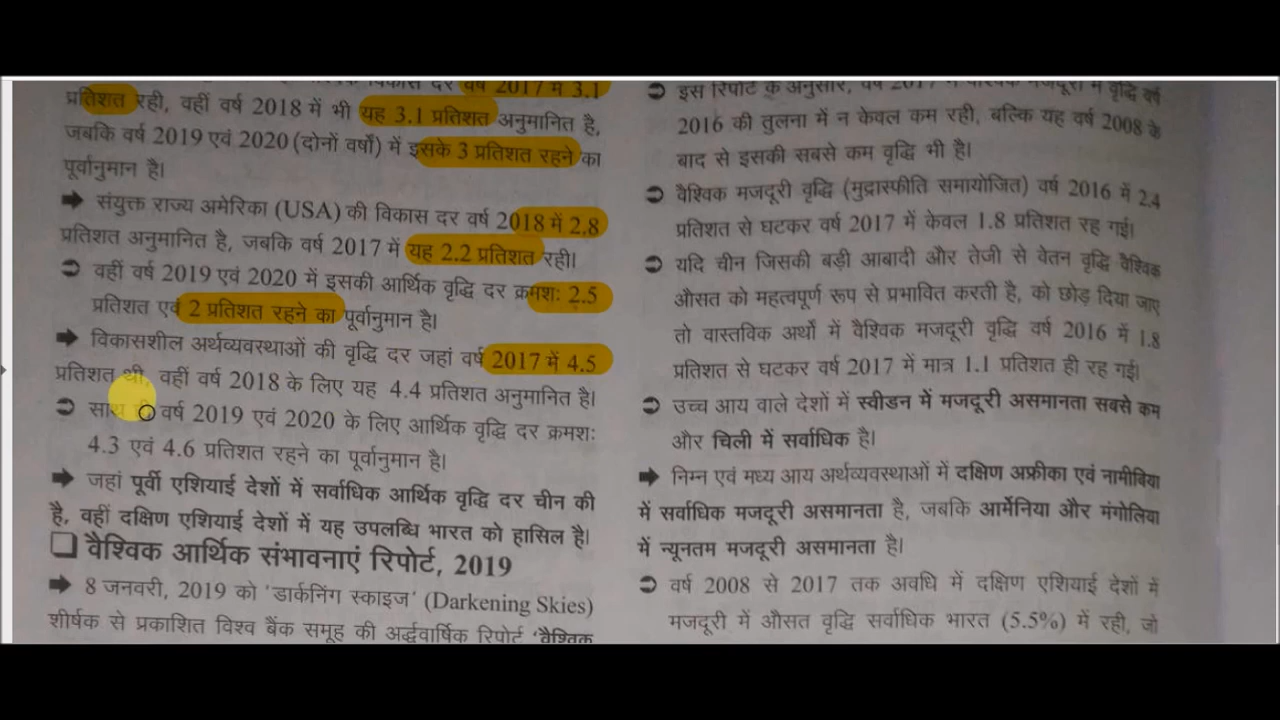 विकास दर वर्ष 2017 में 3.1
प्रतिशत रही, वहीं वर्ष 2018 में भी यह 3.1 प्रतिशत अनुमानित है,
जबकि वर्ष 2019 एवं 2020 (दोनों वर्षों) में इसके 3 प्रतिशत रहने का
पूर्वानुमान है।
➡ संयुक्त राज्य अमेरिका (USA) की विकास दर वर्ष 2018 में 2.8
प्रतिशत अनुमानित है, जबकि वर्ष 2017 में यह 2.2 प्रतिशत रही।
➲ वहीं वर्ष 2019 एवं 2020 में इसकी आर्थिक वृद्धि दर क्रमशः 2.5
प्रतिशत एवं 2 प्रतिशत रहने का पूर्वानुमान है।
➡ विकासशील अर्थव्यवस्थाओं की वृद्धि दर जहां वर्ष 2017 में 4.5
प्रतिशत थी, वहीं वर्ष 2018 के लिए यह 4.4 प्रतिशत अनुमानित है।
➲ साथ ही वर्ष 2019 एवं 2020 के लिए आर्थिक वृद्धि दर क्रमशः
4.3 एवं 4.6 प्रतिशत रहने का पूर्वानुमान है।
➡ जहां पूर्वी एशियाई देशों में सर्वाधिक आर्थिक वृद्धि दर चीन की
है, वहीं दक्षिण एशियाई देशों में यह उपलब्धि भारत को हासिल है।
❑ वैश्विक आर्थिक संभावनाएं रिपोर्ट, 2019
➡ 8 जनवरी, 2019 को 'डार्कनिंग स्काइज' (Darkening Skies)
शीर्षक से प्रकाशित विश्व बैंक समूह की अर्द्धवार्षिक रिपोर्ट 'वैश्विक
➲ इस रिपोर्ट के अनुसार, वर्ष 2017 में वैश्विक मजदूरी में वृद्धि वर्ष
2016 की तुलना में न केवल कम रही, बल्कि यह वर्ष 2008 के
बाद से इसकी सबसे कम वृद्धि भी है।
➲ वैश्विक मजदूरी वृद्धि (मुद्रास्फीति समायोजित) वर्ष 2016 में 2.4
प्रतिशत से घटकर वर्ष 2017 में केवल 1.8 प्रतिशत रह गई।
➲ यदि चीन जिसकी बड़ी आबादी और तेजी से वेतन वृद्धि वैश्विक
औसत को महत्वपूर्ण रूप से प्रभावित करती है, को छोड़ दिया जाए
तो वास्तविक अर्थों में वैश्विक मजदूरी वृद्धि वर्ष 2016 में 1.8
प्रतिशत से घटकर वर्ष 2017 में मात्र 1.1 प्रतिशत ही रह गई।
➲ उच्च आय वाले देशों में स्वीडन में मजदूरी असमानता सबसे कम
और चिली में सर्वाधिक है।
➡ निम्न एवं मध्य आय अर्थव्यवस्थाओं में दक्षिण अफ्रीका एवं नामीबिया
में सर्वाधिक मजदूरी असमानता है, जबकि आर्मेनिया और मंगोलिया
में न्यूनतम मजदूरी असमानता है।
➲ वर्ष 2008 से 2017 तक अवधि में दक्षिण एशियाई देशों में
मजदूरी में औसत वृद्धि सर्वाधिक भारत (5.5%) में रही, जो